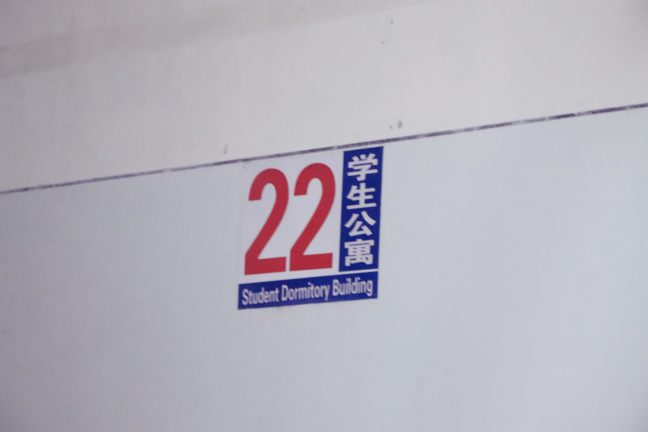 22
学生公寓
Student Dormitory Building